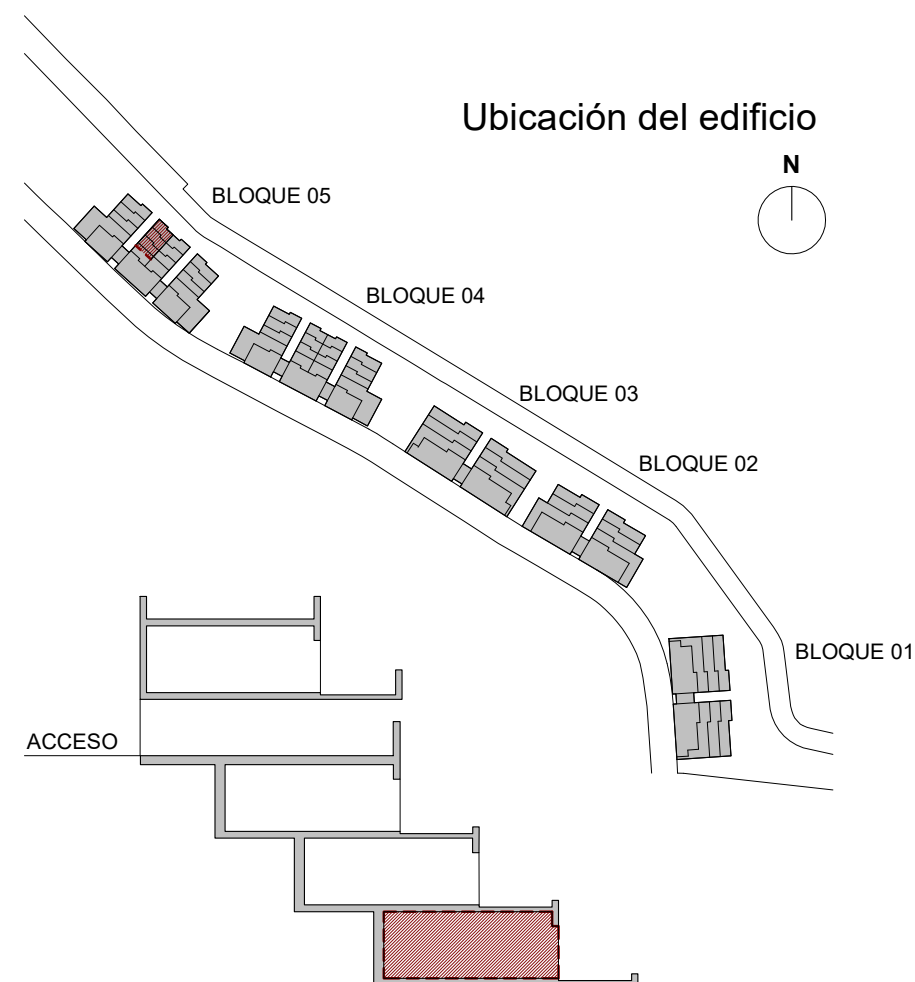 Ubicación del edificio
N
BLOQUE 05
BLOQUE 04
BLOQUE 03
BLOQUE 02
BLOQUE 01
ACCESO